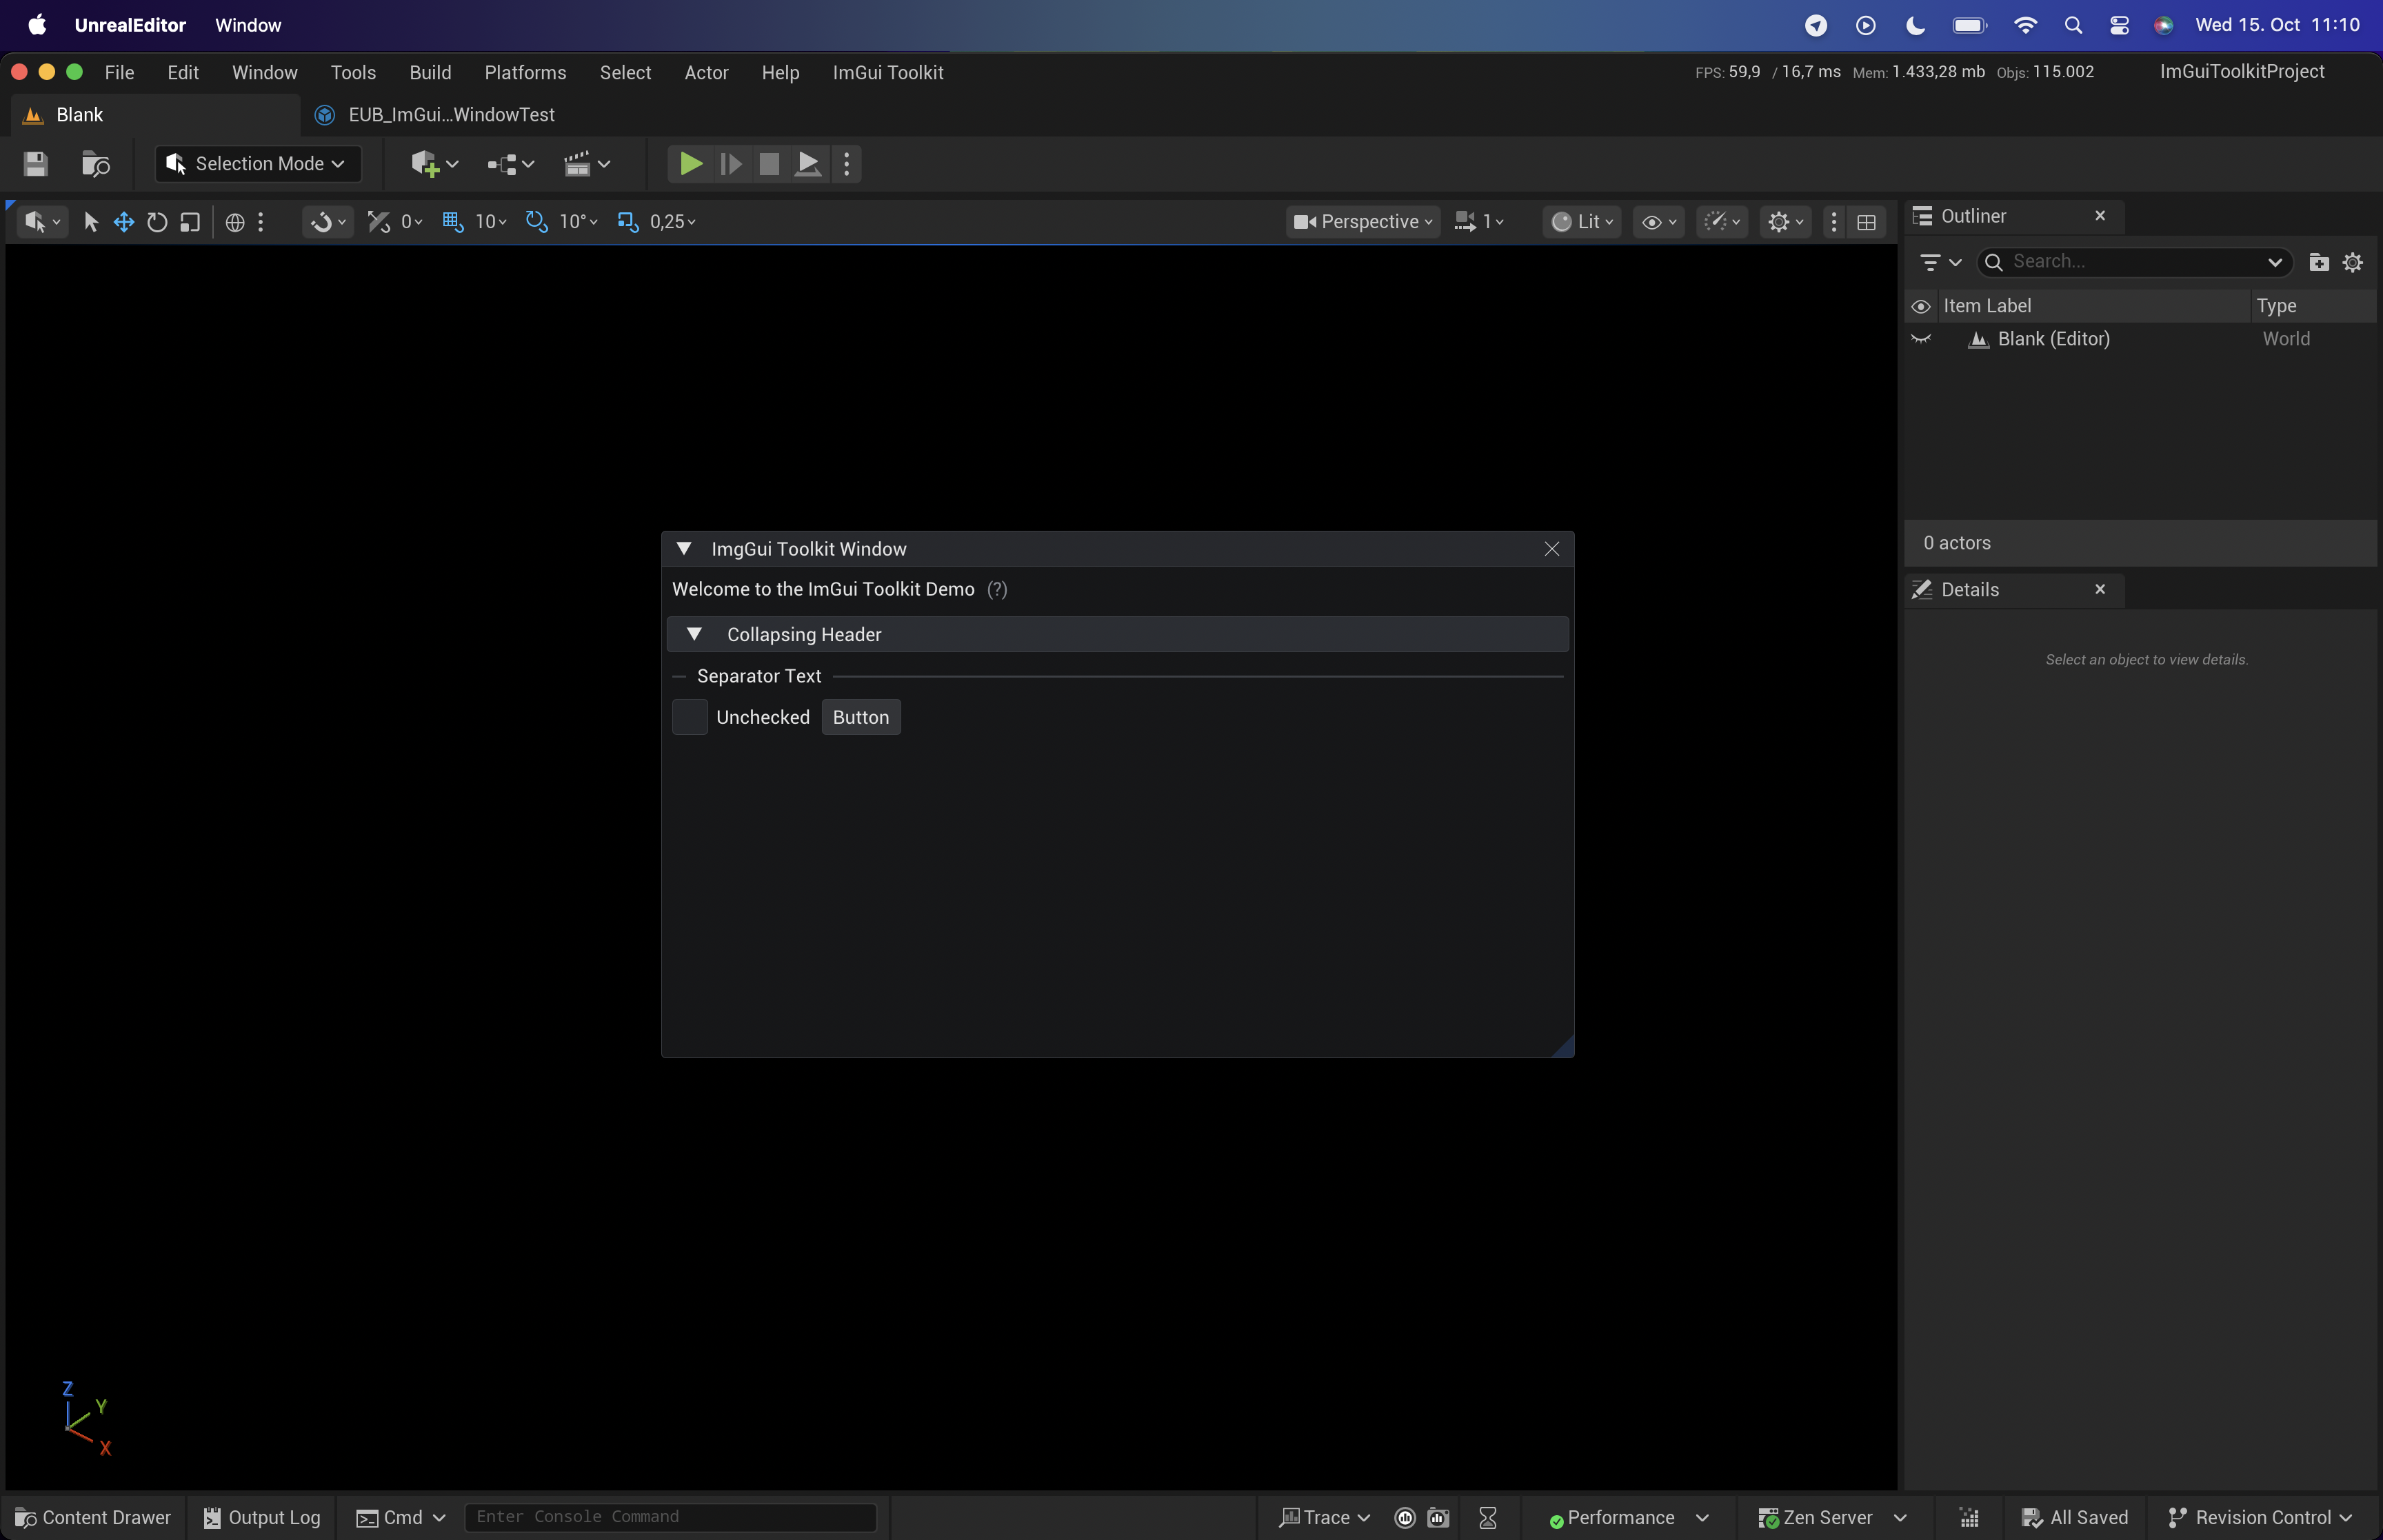 UnrealEditor Window Wed 15. Oct 11:10
File Edit Window Tools Build Platforms Select Actor Help ImGui Toolkit FPS: 59,9 / 16,7 ms Mem: 1.433,28 mb Objs: 115.002 ImGuiToolkitProject
Blank EUB_ImGui...WindowTest
Selection Mode
0 10 10° 0,25 Perspective 1 Lit
Outliner
Search...
Item Label Type
Blank (Editor) World
0 actors
Details
Select an object to view details.
ImgGui Toolkit Window
Welcome to the ImGui Toolkit Demo (?)
Collapsing Header
Separator Text
Unchecked Button
Z
Y
X
Content Drawer Output Log Cmd Enter Console Command Trace Performance Zen Server All Saved Revision Control